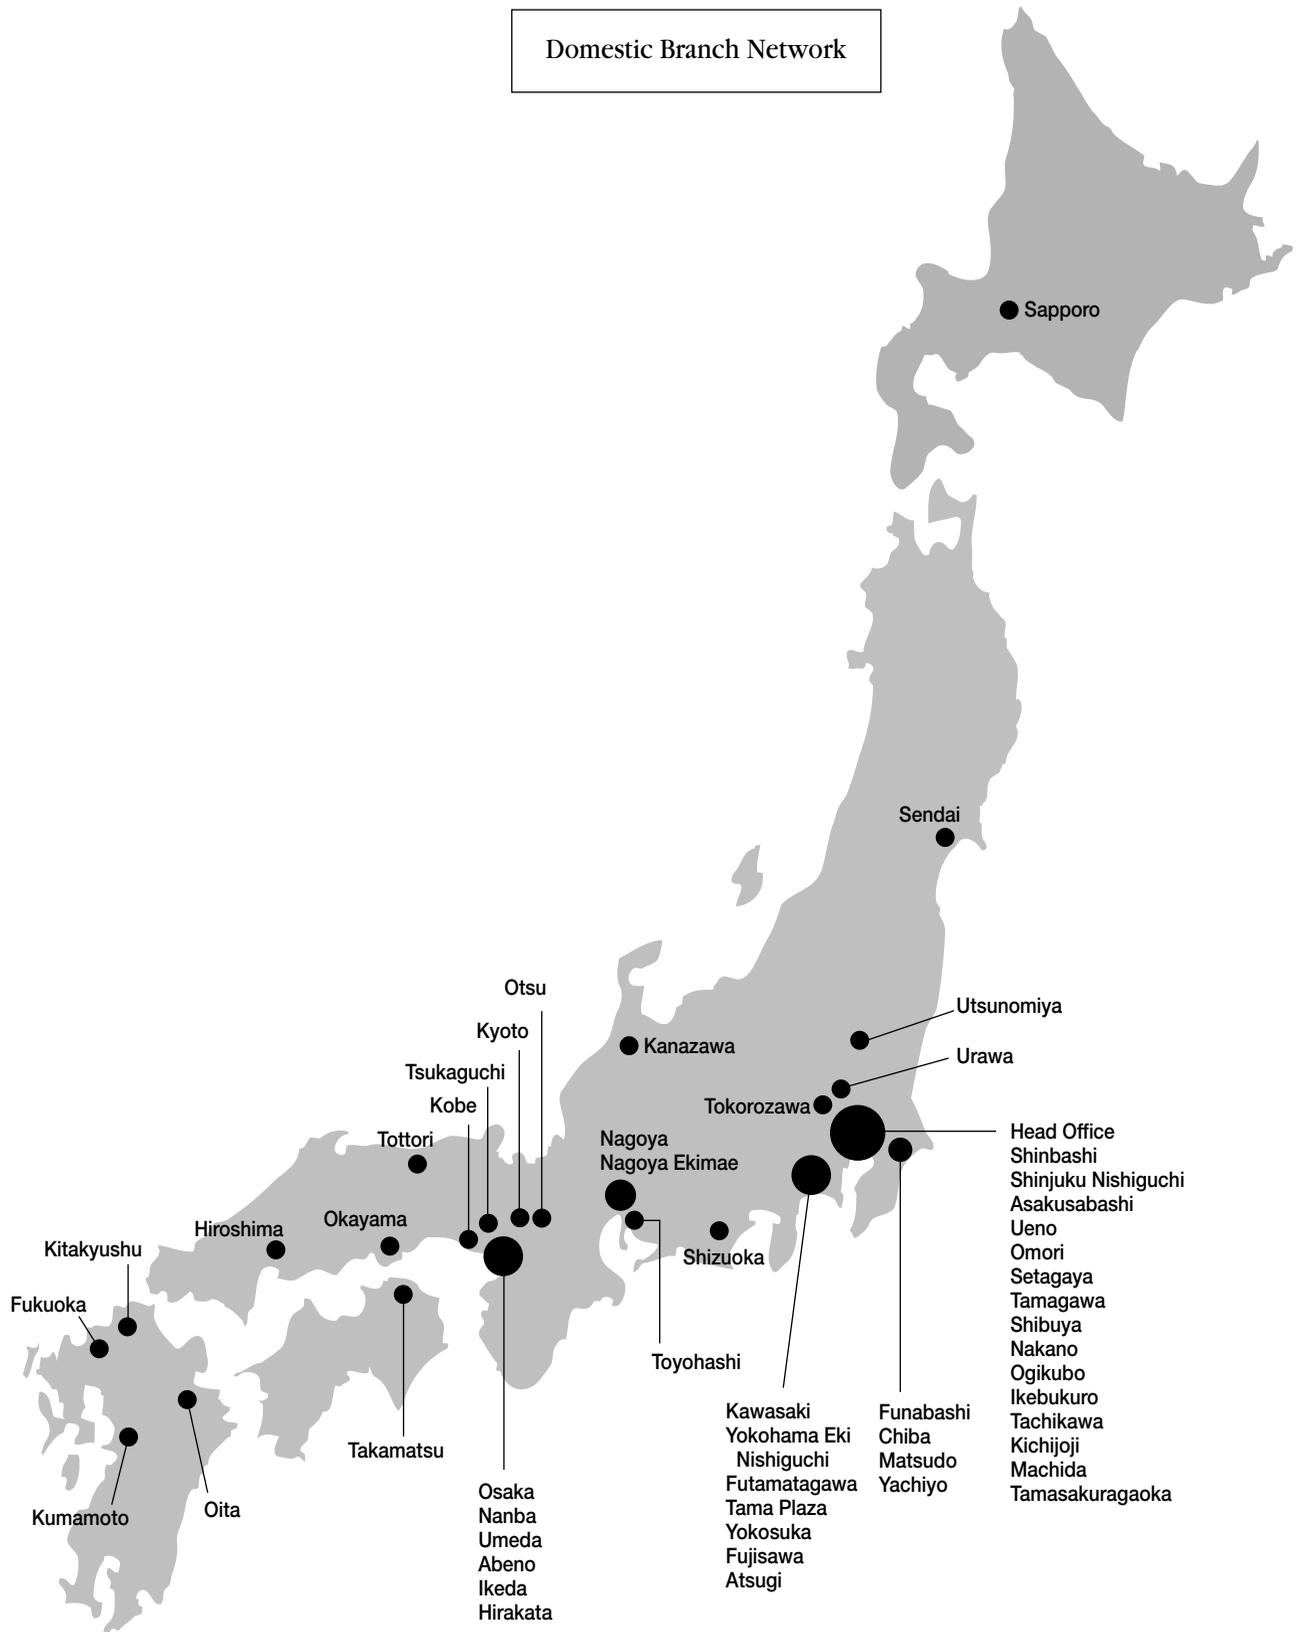 Domestic Branch Network
Sapporo
Sendai
Otsu
Kyoto
Tsukaguchi
Kobe
Tottori
Kanazawa
Utsunomiya
Urawa
Tokorozawa
Nagoya
Nagoya Ekimae
Head Office
Shinbashi
Shinjuku Nishiguchi
Asakusabashi
Ueno
Omori
Setagaya
Tamagawa
Shibuya
Nakano
Ogikubo
Ikebukuro
Tachikawa
Kichijoji
Machida
Tamasakuragaoka
Okayama
Hiroshima
Kitakyushu
Fukuoka
Shizuoka
Toyohashi
Takamatsu
Kumamoto
Oita
Osaka
Nanba
Umeda
Abeno
Ikeda
Hirakata
Kawasaki
Yokohama Eki
Nishiguchi
Futamatagawa
Tama Plaza
Yokosuka
Fujisawa
Atsugi
Funabashi
Chiba
Matsudo
Yachiyo